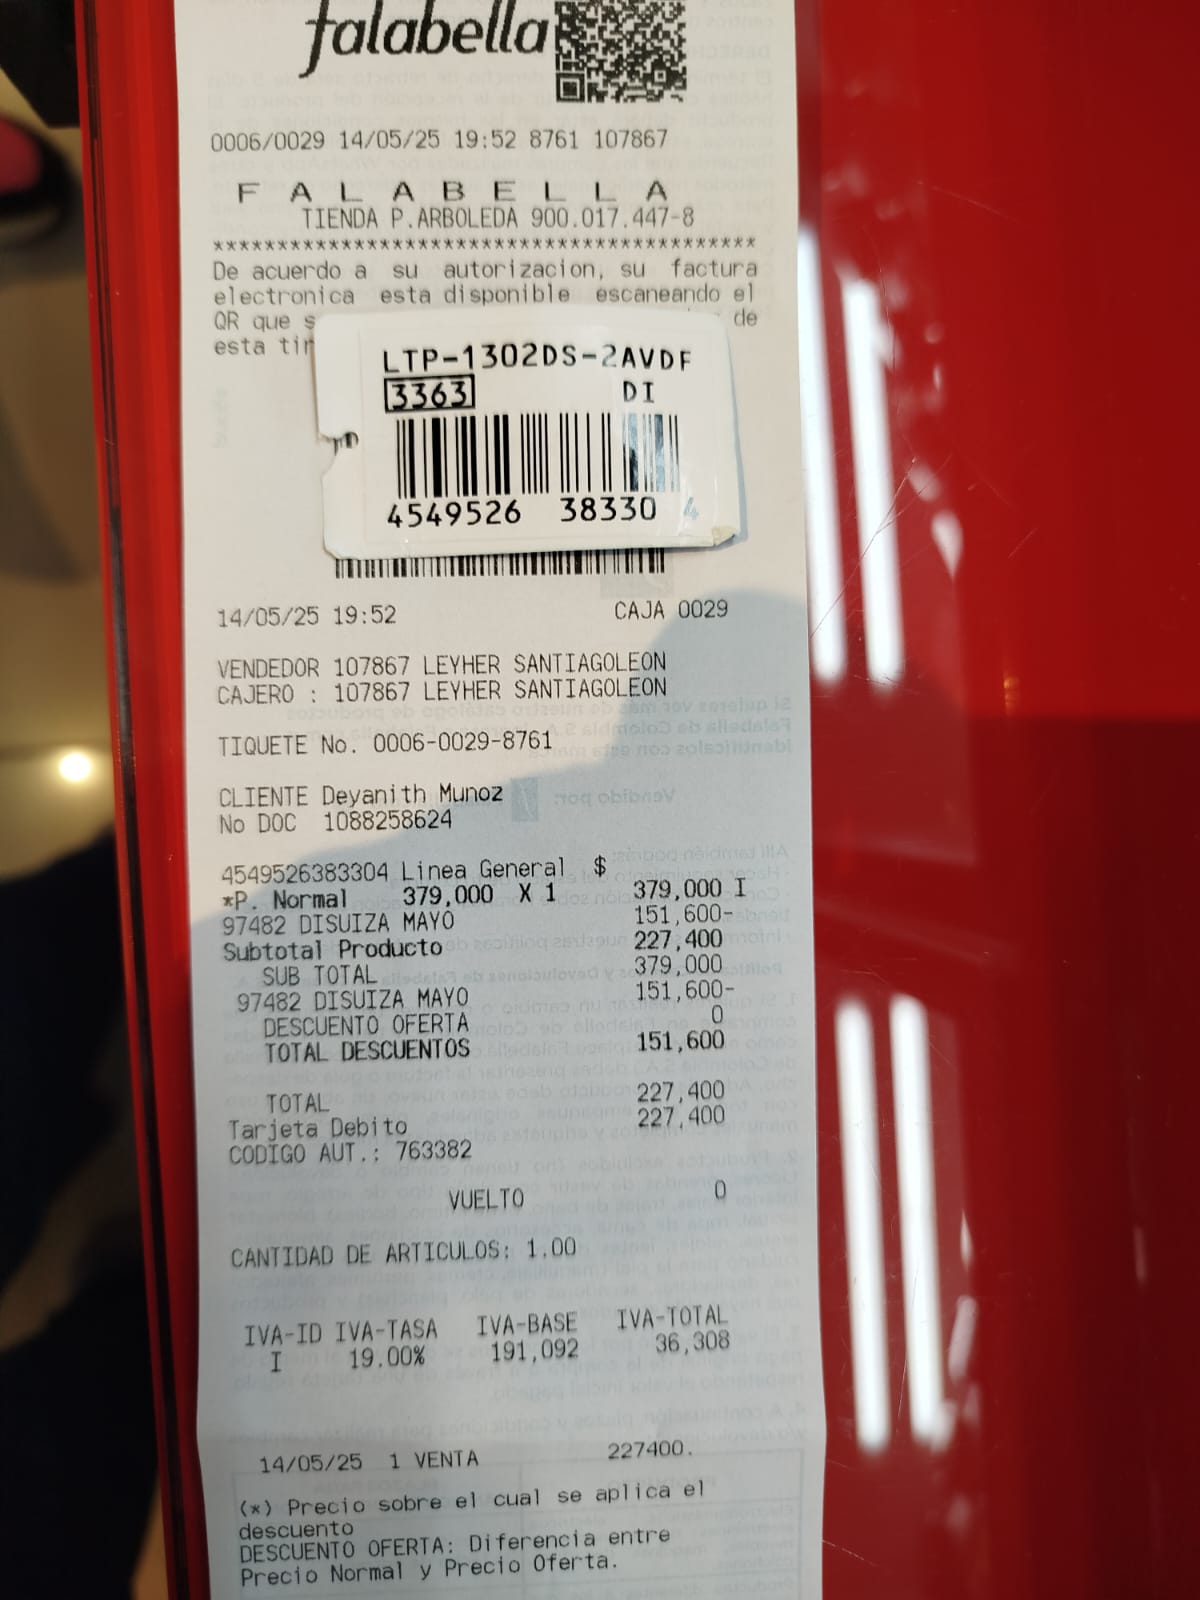 falabella
0006/0029 14/05/25 19:52 8761 107867
F A L A B E L L A
TIENDA P.ARBOLEDA 900.017.447-8
*******************************************
De acuerdo a su autorizacion, su factura
electronica esta disponible escaneando el
QR que s de
esta tir
LTP-1302DS-2AVDF
3363 DI
4549526 38330 4
14/05/25 19:52 CAJA 0029
VENDEDOR 107867 LEYHER SANTIAGOLEON
CAJERO : 107867 LEYHER SANTIAGOLEON
TIQUETE No. 0006-0029-8761
CLIENTE Deyanith Munoz
No DOC 1088258624
4549526383304 Linea General $
*P. Normal 379,000 X 1 379,000 I
97482 DISUIZA MAYO 151,600-
Subtotal Producto 227,400
SUB TOTAL 379,000
97482 DISUIZA MAYO 151,600-
DESCUENTO OFERTA 0
TOTAL DESCUENTOS 151,600
TOTAL 227,400
Tarjeta Debito 227,400
CODIGO AUT.: 763382
VUELTO 0
CANTIDAD DE ARTICULOS: 1.00
IVA-ID IVA-TASA IVA-BASE IVA-TOTAL
I 19.00% 191,092 36,308
14/05/25 1 VENTA 227400.
(*) Precio sobre el cual se aplica el
descuento
DESCUENTO OFERTA: Diferencia entre
Precio Normal y Precio Oferta.